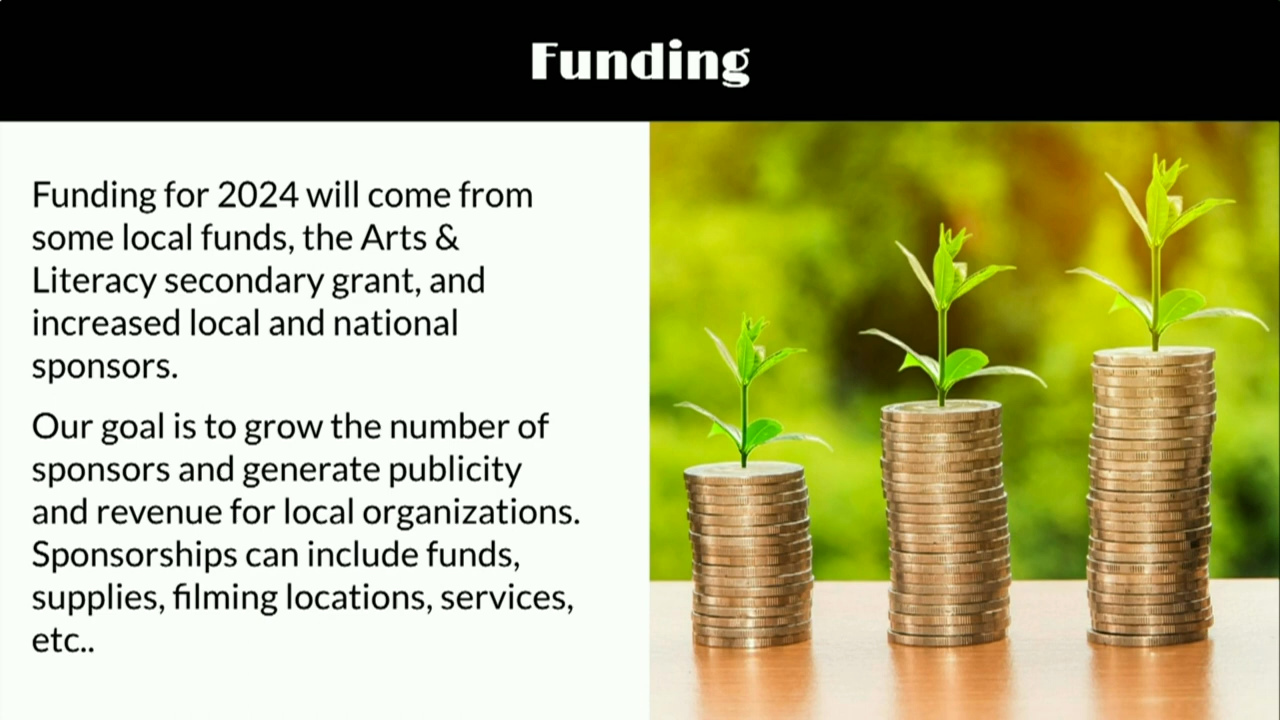 Funding
Funding for 2024 will come from
some local funds, the Arts &
Literacy secondary grant, and
increased local and national
sponsors.
Our goal is to grow the number of
sponsors and generate publicity
and revenue for local organizations.
Sponsorships can include funds,
supplies, filming locations, services,
etc..